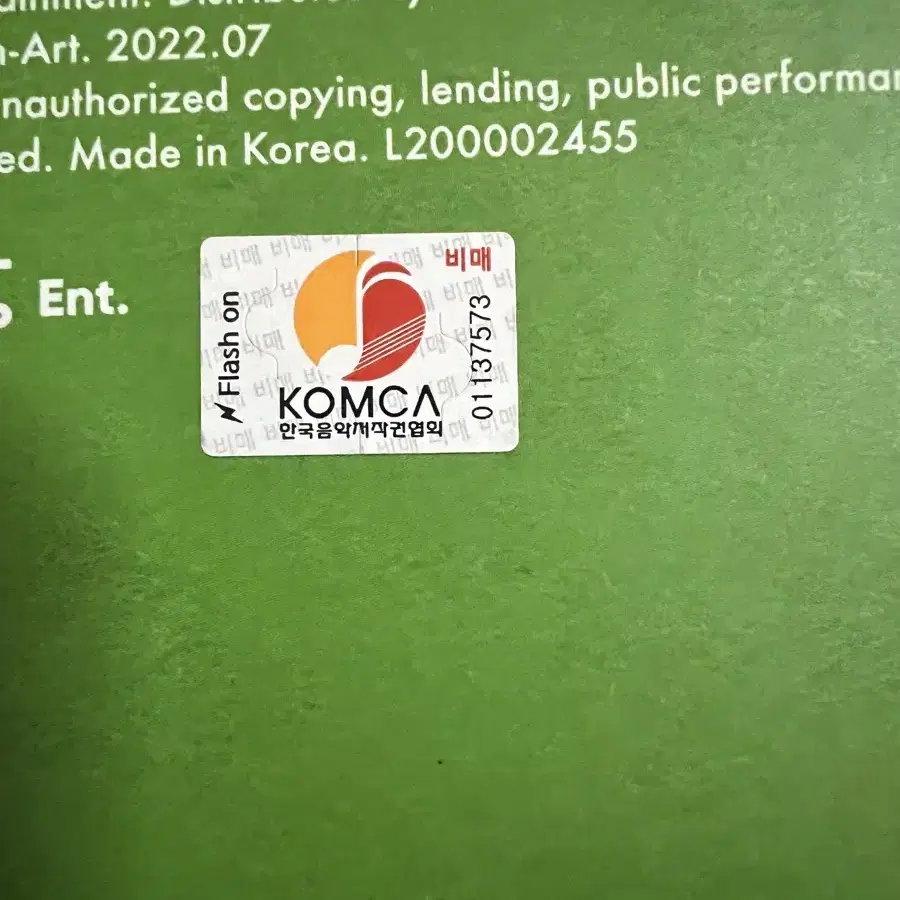 -Art. 2022.07
nauthorized copying, lending, public performa
ed. Made in Korea. L200002455
Ent.
Flash on
비매
01137573
KOMCA
한국음악저작권협회